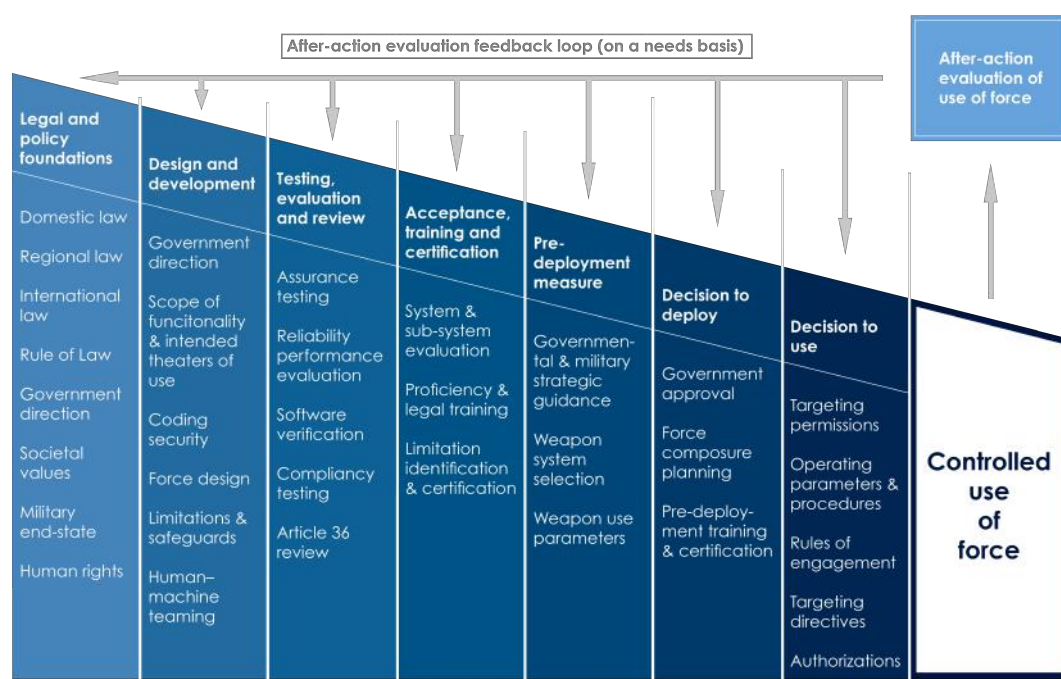 After-action evaluation feedback loop (on a needs basis)
After-action
evaluation of
use of force
Legal and
policy
foundations
Domestic law
Regional law
International
law
Rule of Law
Government
direction
Societal
values
Military
end-state
Human rights
Design and
development
Government
direction
Scope of
funcitonality
& intended
theaters of
use
Coding
security
Force design
Limitations &
safeguards
Human–
machine
teaming
Testing,
evaluation
and review
Assurance
testing
Reliability
performance
evaluation
Software
verification
Compliancy
testing
Article 36
review
Acceptance,
training and
certification
System &
sub-system
evaluation
Proficiency &
legal training
Limitation
identification
& certification
Pre-
deployment
measure
Governmen-
tal & military
strategic
guidance
Weapon
system
selection
Weapon use
parameters
Decision to
deploy
Government
approval
Force
composure
planning
Pre-deploy-
ment training
& certification
Decision to
use
Targeting
permissions
Operating
parameters &
procedures
Rules of
engagement
Targeting
directives
Authorizations
Controlled
use
of
force